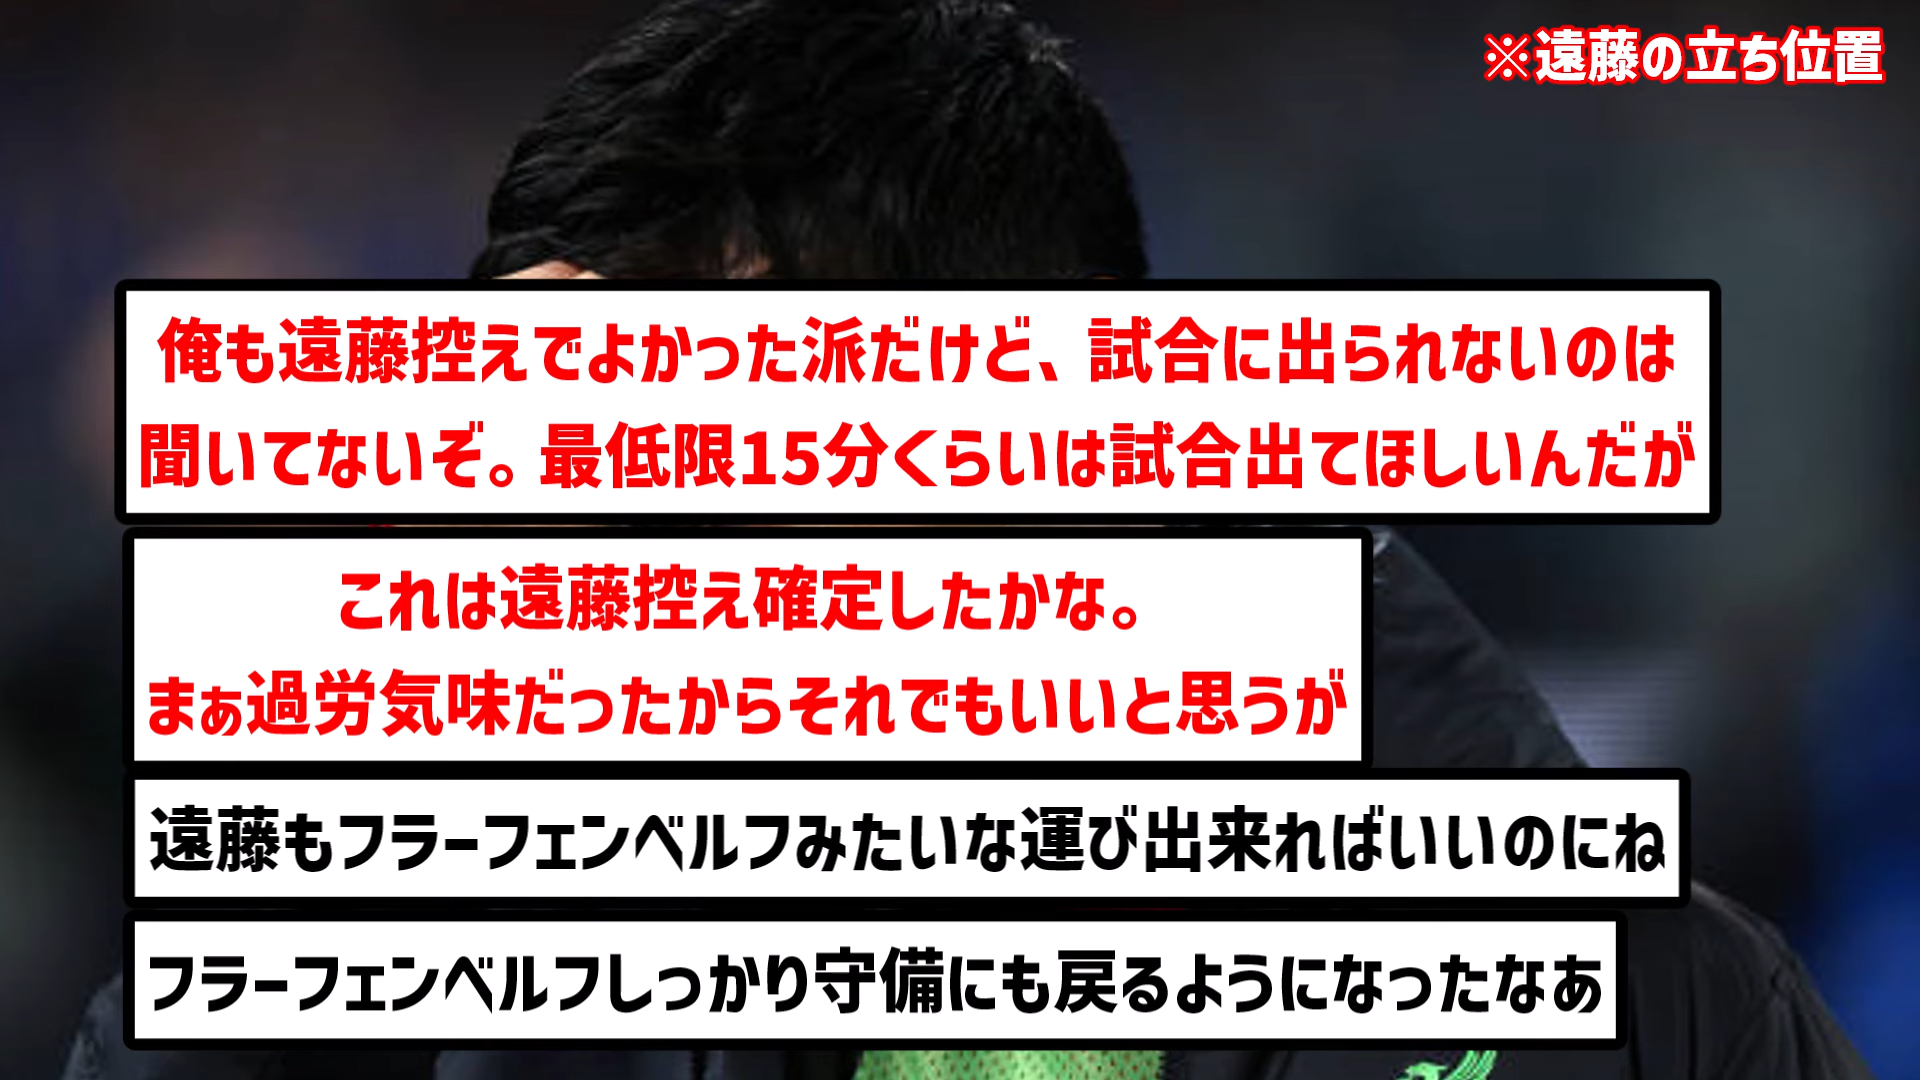 ※遠藤の立ち位置
俺も遠藤控えでよかった派だけど、試合に出られないのは
聞いてないぞ。最低限15分くらいは試合出てほしいんだが
これは遠藤控え確定したかな。
まぁ過労気味だったからそれでもいいと思うが
遠藤もフラーフェンベルフみたいな運び出来ればいいのにね
フラーフェンベルフしっかり守備にも戻るようになったなあ